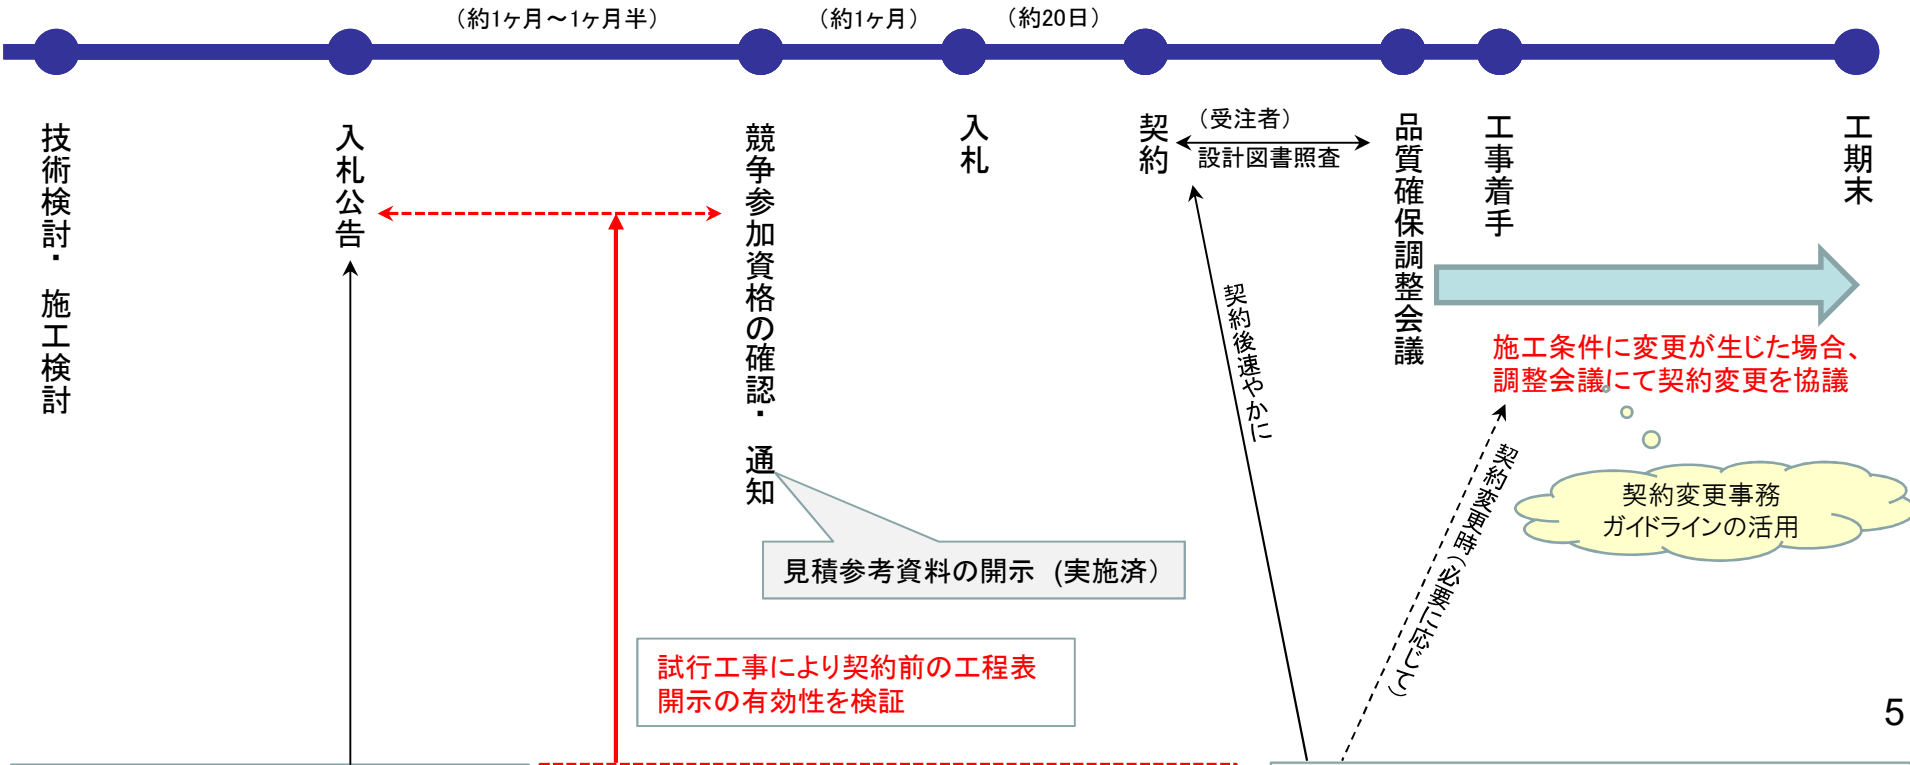 （約1ヶ月～1ヶ月半）
（約1ヶ月）
（約20日）
技術検討・施工検討
入札公告
競争参加資格の確認・通知
入札
契約
（受注者）
設計図書照査
品質確保調整会議
工事着手
工期末
契約後速やかに
施工条件に変更が生じた場合、
調整会議にて契約変更を協議
契約変更時（必要に応じて）
契約変更事務
ガイドラインの活用
見積参考資料の開示 (実施済）
試行工事により契約前の工程表
開示の有効性を検証
5